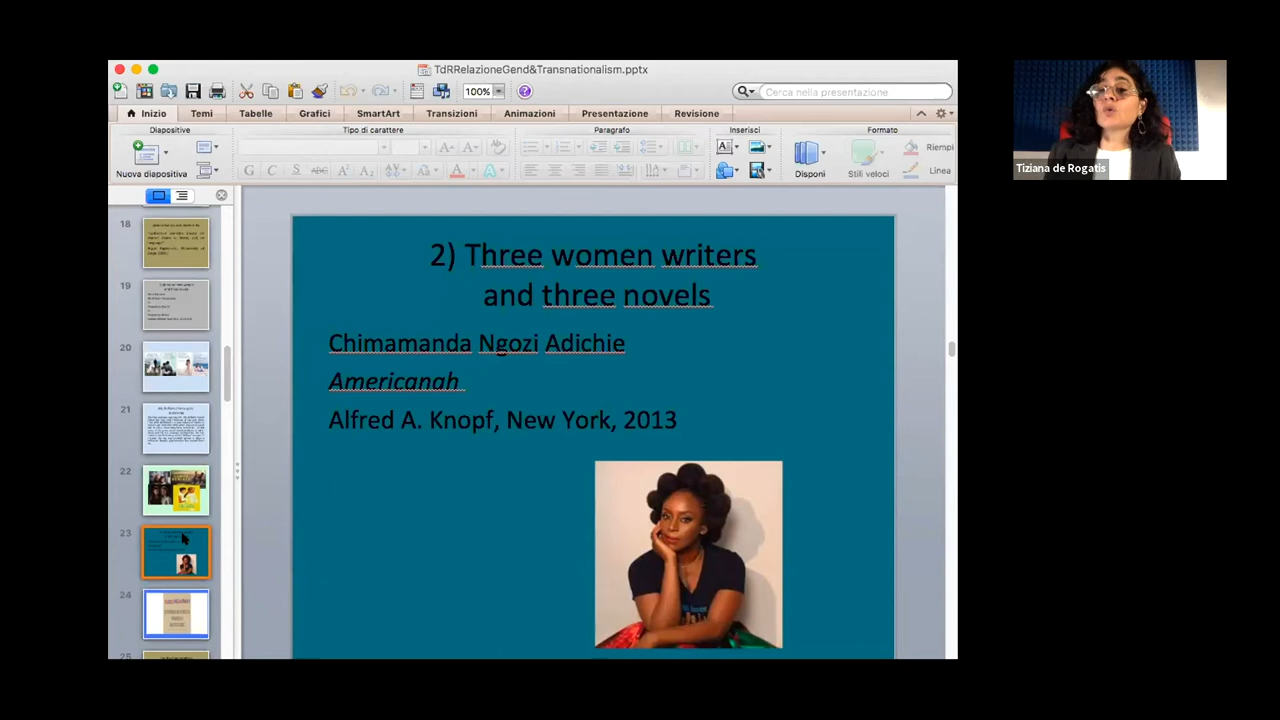 TdRRelazioneGend&Transnationalism.pptx
100%
Cerca nella presentazione
Inizio Temi Tabelle Grafici SmartArt Transizioni Animazioni Presentazione Revisione
Diapositive Tipo di carattere Paragrafo Inserisci Formato
Nuova diapositiva Disponi Stili veloci Riempi
Linea
18
19
20
21
22
23
24
25
2) Three women writers
and three novels
Chimamanda Ngozi Adichie
Americanah
Alfred A. Knopf, New York, 2013
Tiziana de Rogatis